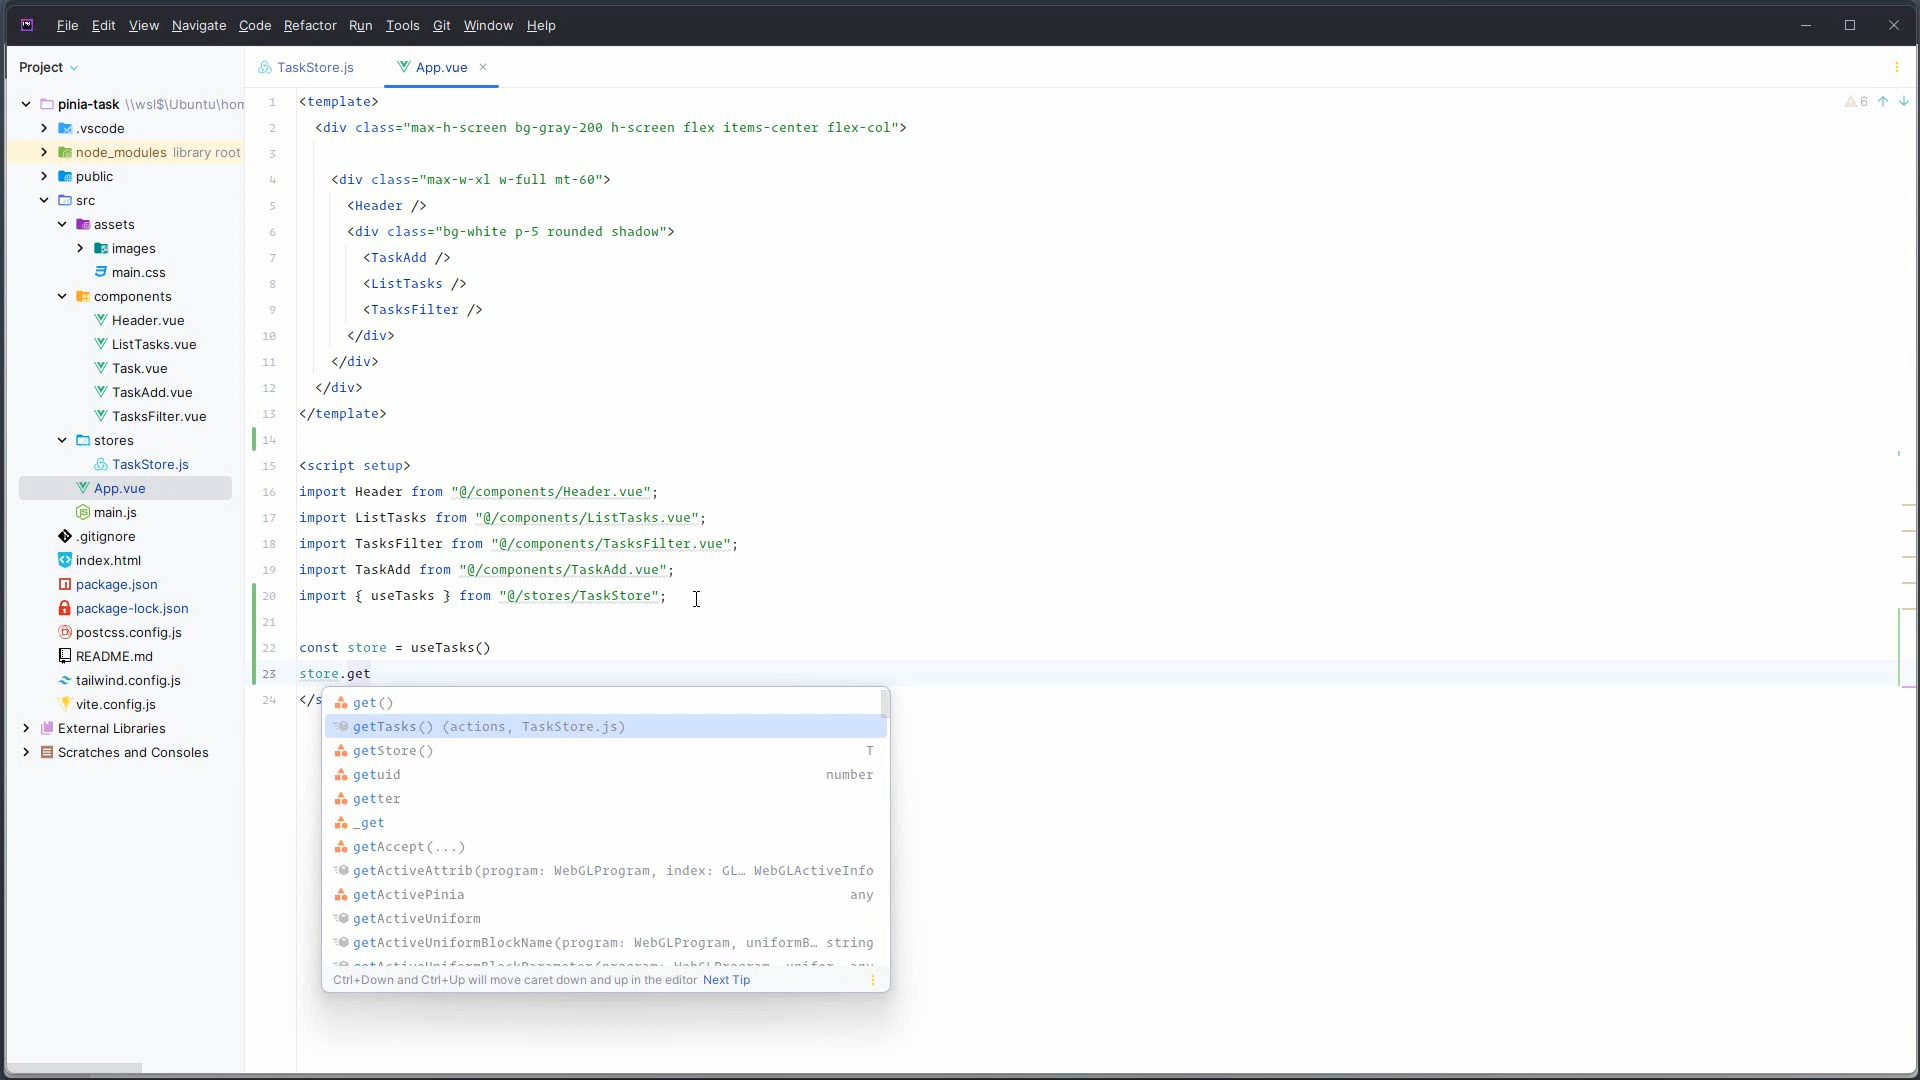 File Edit View Navigate Code Refactor Run Tools Git Window Help
Project
TaskStore.js
App.vue
pinia-task \\wsl$\Ubuntu\hom
.vscode
node_modules library root
public
src
assets
images
main.css
components
Header.vue
ListTasks.vue
Task.vue
TaskAdd.vue
TasksFilter.vue
stores
TaskStore.js
App.vue
main.js
.gitignore
index.html
package.json
package-lock.json
postcss.config.js
README.md
tailwind.config.js
vite.config.js
External Libraries
Scratches and Consoles
6
1 <template>
2 <div class="max-h-screen bg-gray-200 h-screen flex items-center flex-col">
3
4 <div class="max-w-xl w-full mt-60">
5 <Header />
6 <div class="bg-white p-5 rounded shadow">
7 <TaskAdd />
8 <ListTasks />
9 <TasksFilter />
10 </div>
11 </div>
12 </div>
13 </template>
14
15 <script setup>
16 import Header from "@/components/Header.vue";
17 import ListTasks from "@/components/ListTasks.vue";
18 import TasksFilter from "@/components/TasksFilter.vue";
19 import TaskAdd from "@/components/TaskAdd.vue";
20 import { useTasks } from "@/stores/TaskStore";
21
22 const store = useTasks()
23 store.get
24 </s
get()
getTasks() (actions, TaskStore.js)
getStore() T
getuid number
getter
_get
getAccept(...)
getActiveAttrib(program: WebGLProgram, index: GL… WebGLActiveInfo
getActivePinia any
getActiveUniform
getActiveUniformBlockName(program: WebGLProgram, uniformB… string
getActiveUniformBlockParameter(program: WebGLProgram, unifor… any
Ctrl+Down and Ctrl+Up will move caret down and up in the editor Next Tip